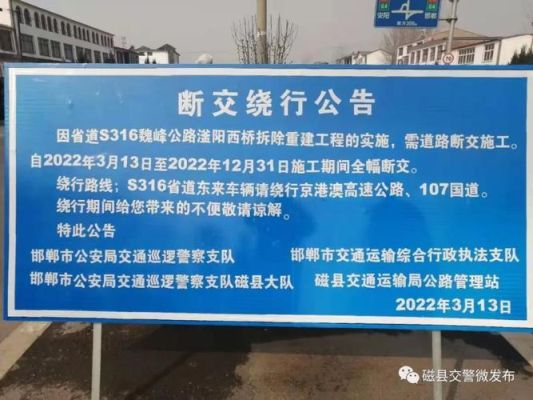 G4 G4
安阳 邯郸
断交绕行公告
因省道S316魏峰公路滏阳西桥拆除重建工程的实施，需道路断交施工。
自2022年3月13日至2022年12月31日施工期间全幅断交。
绕行路线；S316省道东来车辆请绕行京港澳高速公路、107国道。
绕行期间给您带来的不便敬请谅解。
特此公告
邯郸市公安局交通巡逻警察支队 邯郸市交通运输综合行政执法支队
邯郸市公安局交通巡逻警察支队磁县大队 磁县交通运输局公路管理站
2022年3月13日
磁县交警微发布